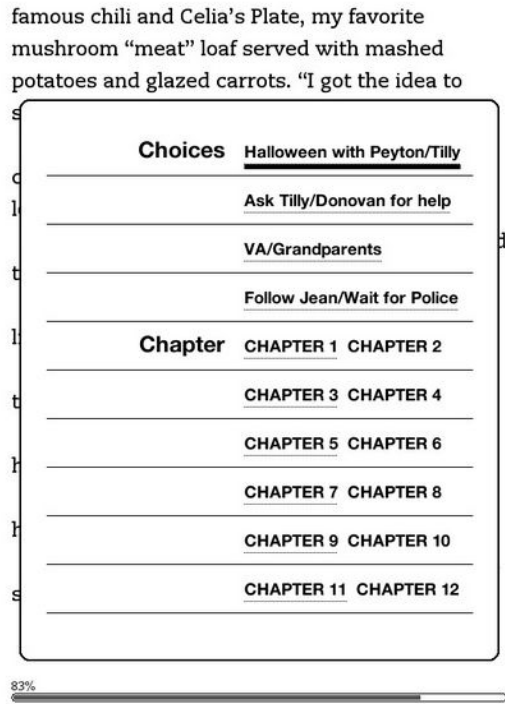 famous chili and Celia’s Plate, my favorite
mushroom “meat” loaf served with mashed
potatoes and glazed carrots. “I got the idea to
Choices Halloween with Peyton/Tilly
Ask Tilly/Donovan for help
VA/Grandparents
Follow Jean/Wait for Police
Chapter CHAPTER 1 CHAPTER 2
CHAPTER 3 CHAPTER 4
CHAPTER 5 CHAPTER 6
CHAPTER 7 CHAPTER 8
CHAPTER 9 CHAPTER 10
CHAPTER 11 CHAPTER 12
83%